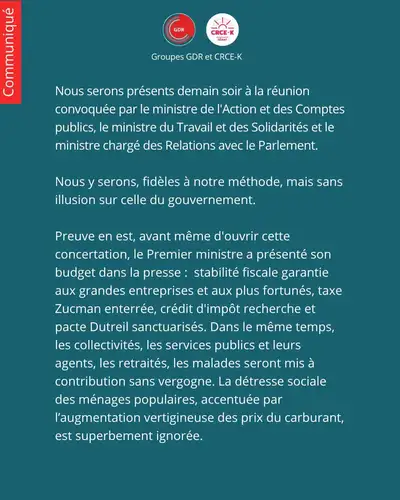 Communiqué
GDR
CRCE-K
Groupes GDR et CRCE-K
Nous serons présents demain soir à la réunion
convoquée par le ministre de l'Action et des Comptes
publics, le ministre du Travail et des Solidarités et le
ministre chargé des Relations avec le Parlement.
Nous y serons, fidèles à notre méthode, mais sans
illusion sur celle du gouvernement.
Preuve en est, avant même d'ouvrir cette
concertation, le Premier ministre a présenté son
budget dans la presse : stabilité fiscale garantie
aux grandes entreprises et aux plus fortunés, taxe
Zucman enterrée, crédit d'impôt recherche et
pacte Dutreil sanctuarisés. Dans le même temps,
les collectivités, les services publics et leurs
agents, les retraités, les malades seront mis à
contribution sans vergogne. La détresse sociale
des ménages populaires, accentuée par
l’augmentation vertigineuse des prix du carburant,
est superbement ignorée.